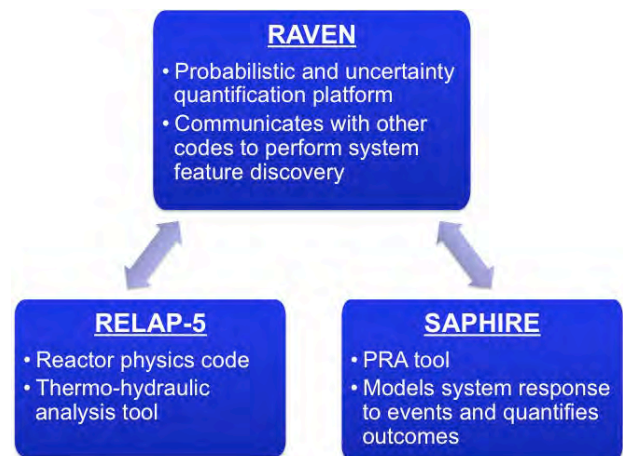 RAVEN
• Probabilistic and uncertainty
quantification platform
• Communicates with other
codes to perform system
feature discovery
RELAP-5
• Reactor physics code
• Thermo-hydraulic
analysis tool
SAPHIRE
• PRA tool
• Models system response
to events and quantifies
outcomes